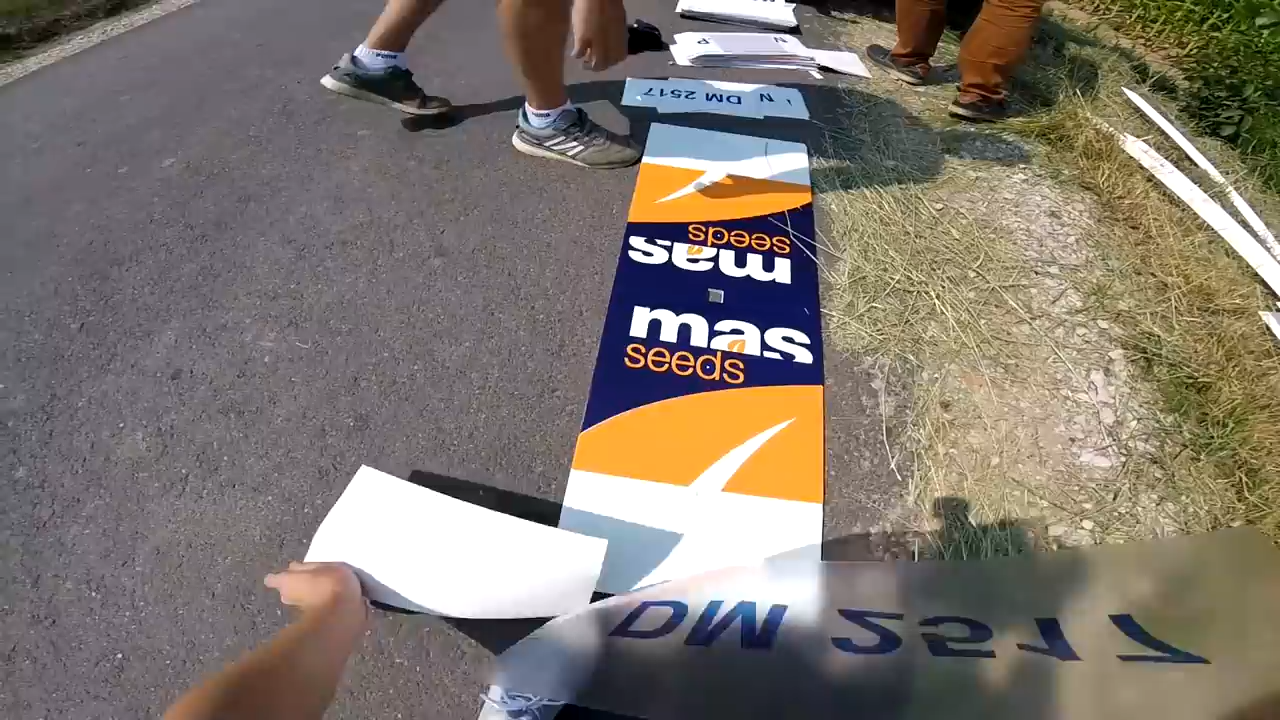 N
P
N DM 2517
seeds
mas
mas
seeds
DM 2517